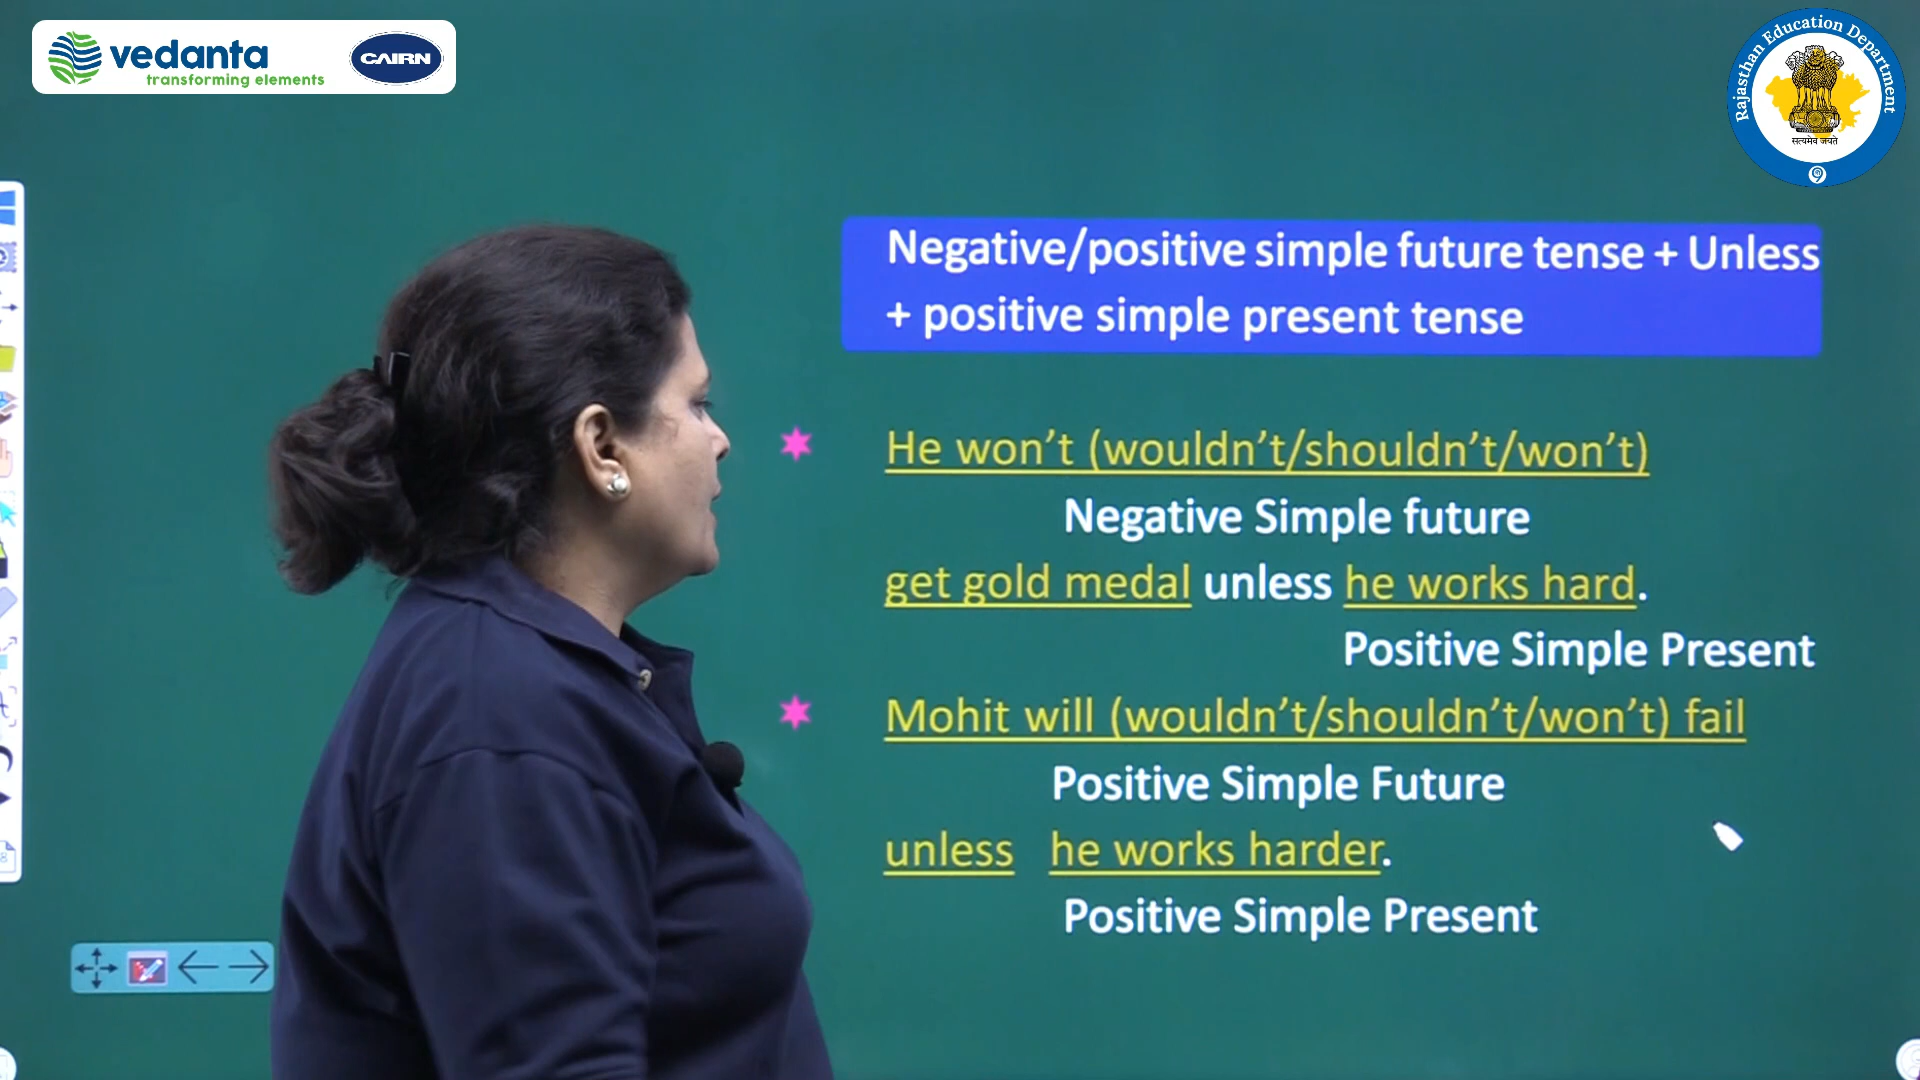 vedanta
transforming elements
CAIRN
Rajasthan Education Department
सत्यमेव जयते
Negative/positive simple future tense + Unless
+ positive simple present tense
He won't (wouldn't/shouldn't/won't)
Negative Simple future
get gold medal unless he works hard.
Positive Simple Present
Mohit will (wouldn't/shouldn't/won't) fail
Positive Simple Future
unless he works harder.
Positive Simple Present